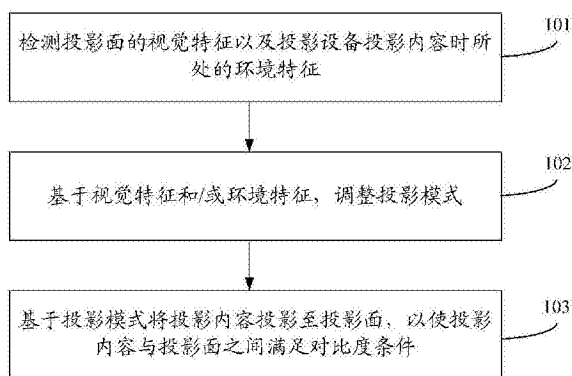 检测投影面的视觉特征以及投影设备投影内容时所
处的环境特征
101
基于视觉特征和/或环境特征，调整投影模式
102
基于投影模式将投影内容投影至投影面，以使投影
内容与投影面之间满足对比度条件
103